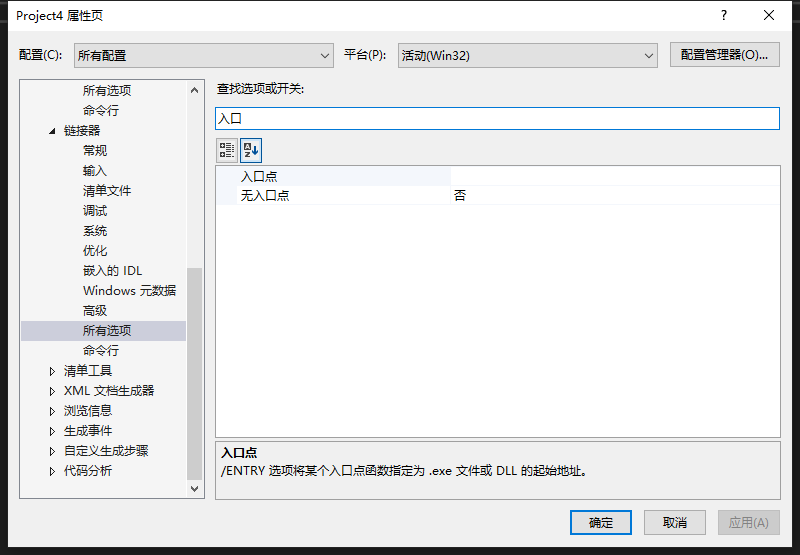 Project4 属性页
?
配置(C): 所有配置 平台(P): 活动(Win32) 配置管理器(O)...
所有选项
命令行
链接器
常规
输入
清单文件
调试
系统
优化
嵌入的 IDL
Windows 元数据
高级
所有选项
命令行
清单工具
XML 文档生成器
浏览信息
生成事件
自定义生成步骤
代码分析
查找选项或开关:
入口
入口点
无入口点 否
入口点
/ENTRY 选项将某个入口点函数指定为 .exe 文件或 DLL 的起始地址。
确定 取消 应用(A)